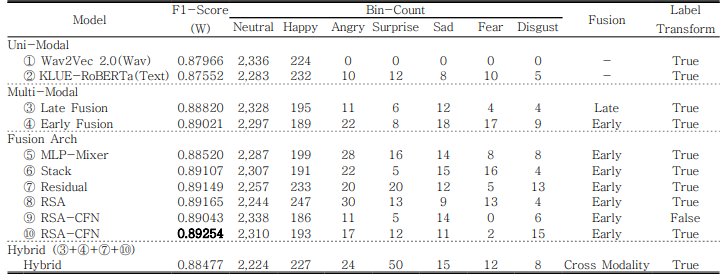 Model F1-Score (W) Bin-Count Fusion Label Transform
Neutral Happy Angry Surprise Sad Fear Disgust
Uni-Modal
① Wav2Vec 2.0(Wav) 0.87966 2,336 224 0 0 0 0 0 - True
② KLUE-RoBERTa(Text) 0.87552 2,283 232 10 12 8 10 5 - True
Multi-Modal
③ Late Fusion 0.88820 2,328 195 11 6 12 4 4 Late True
④ Early Fusion 0.89021 2,297 189 22 8 18 17 9 Early True
Fusion Arch
⑤ MLP-Mixer 0.88520 2,287 199 28 16 14 8 8 Early True
⑥ Stack 0.89107 2,307 191 22 5 15 16 4 Early True
⑦ Residual 0.89149 2,257 233 20 20 12 5 13 Early True
⑧ RSA 0.89165 2,244 247 30 13 9 13 4 Early True
⑨ RSA-CFN 0.89043 2,338 186 11 5 14 0 6 Early False
⑩ RSA-CFN 0.89254 2,310 193 17 12 11 2 15 Early True
Hybrid (③+④+⑦+⑩)
Hybrid 0.88477 2,224 227 24 50 15 12 8 Cross Modality True